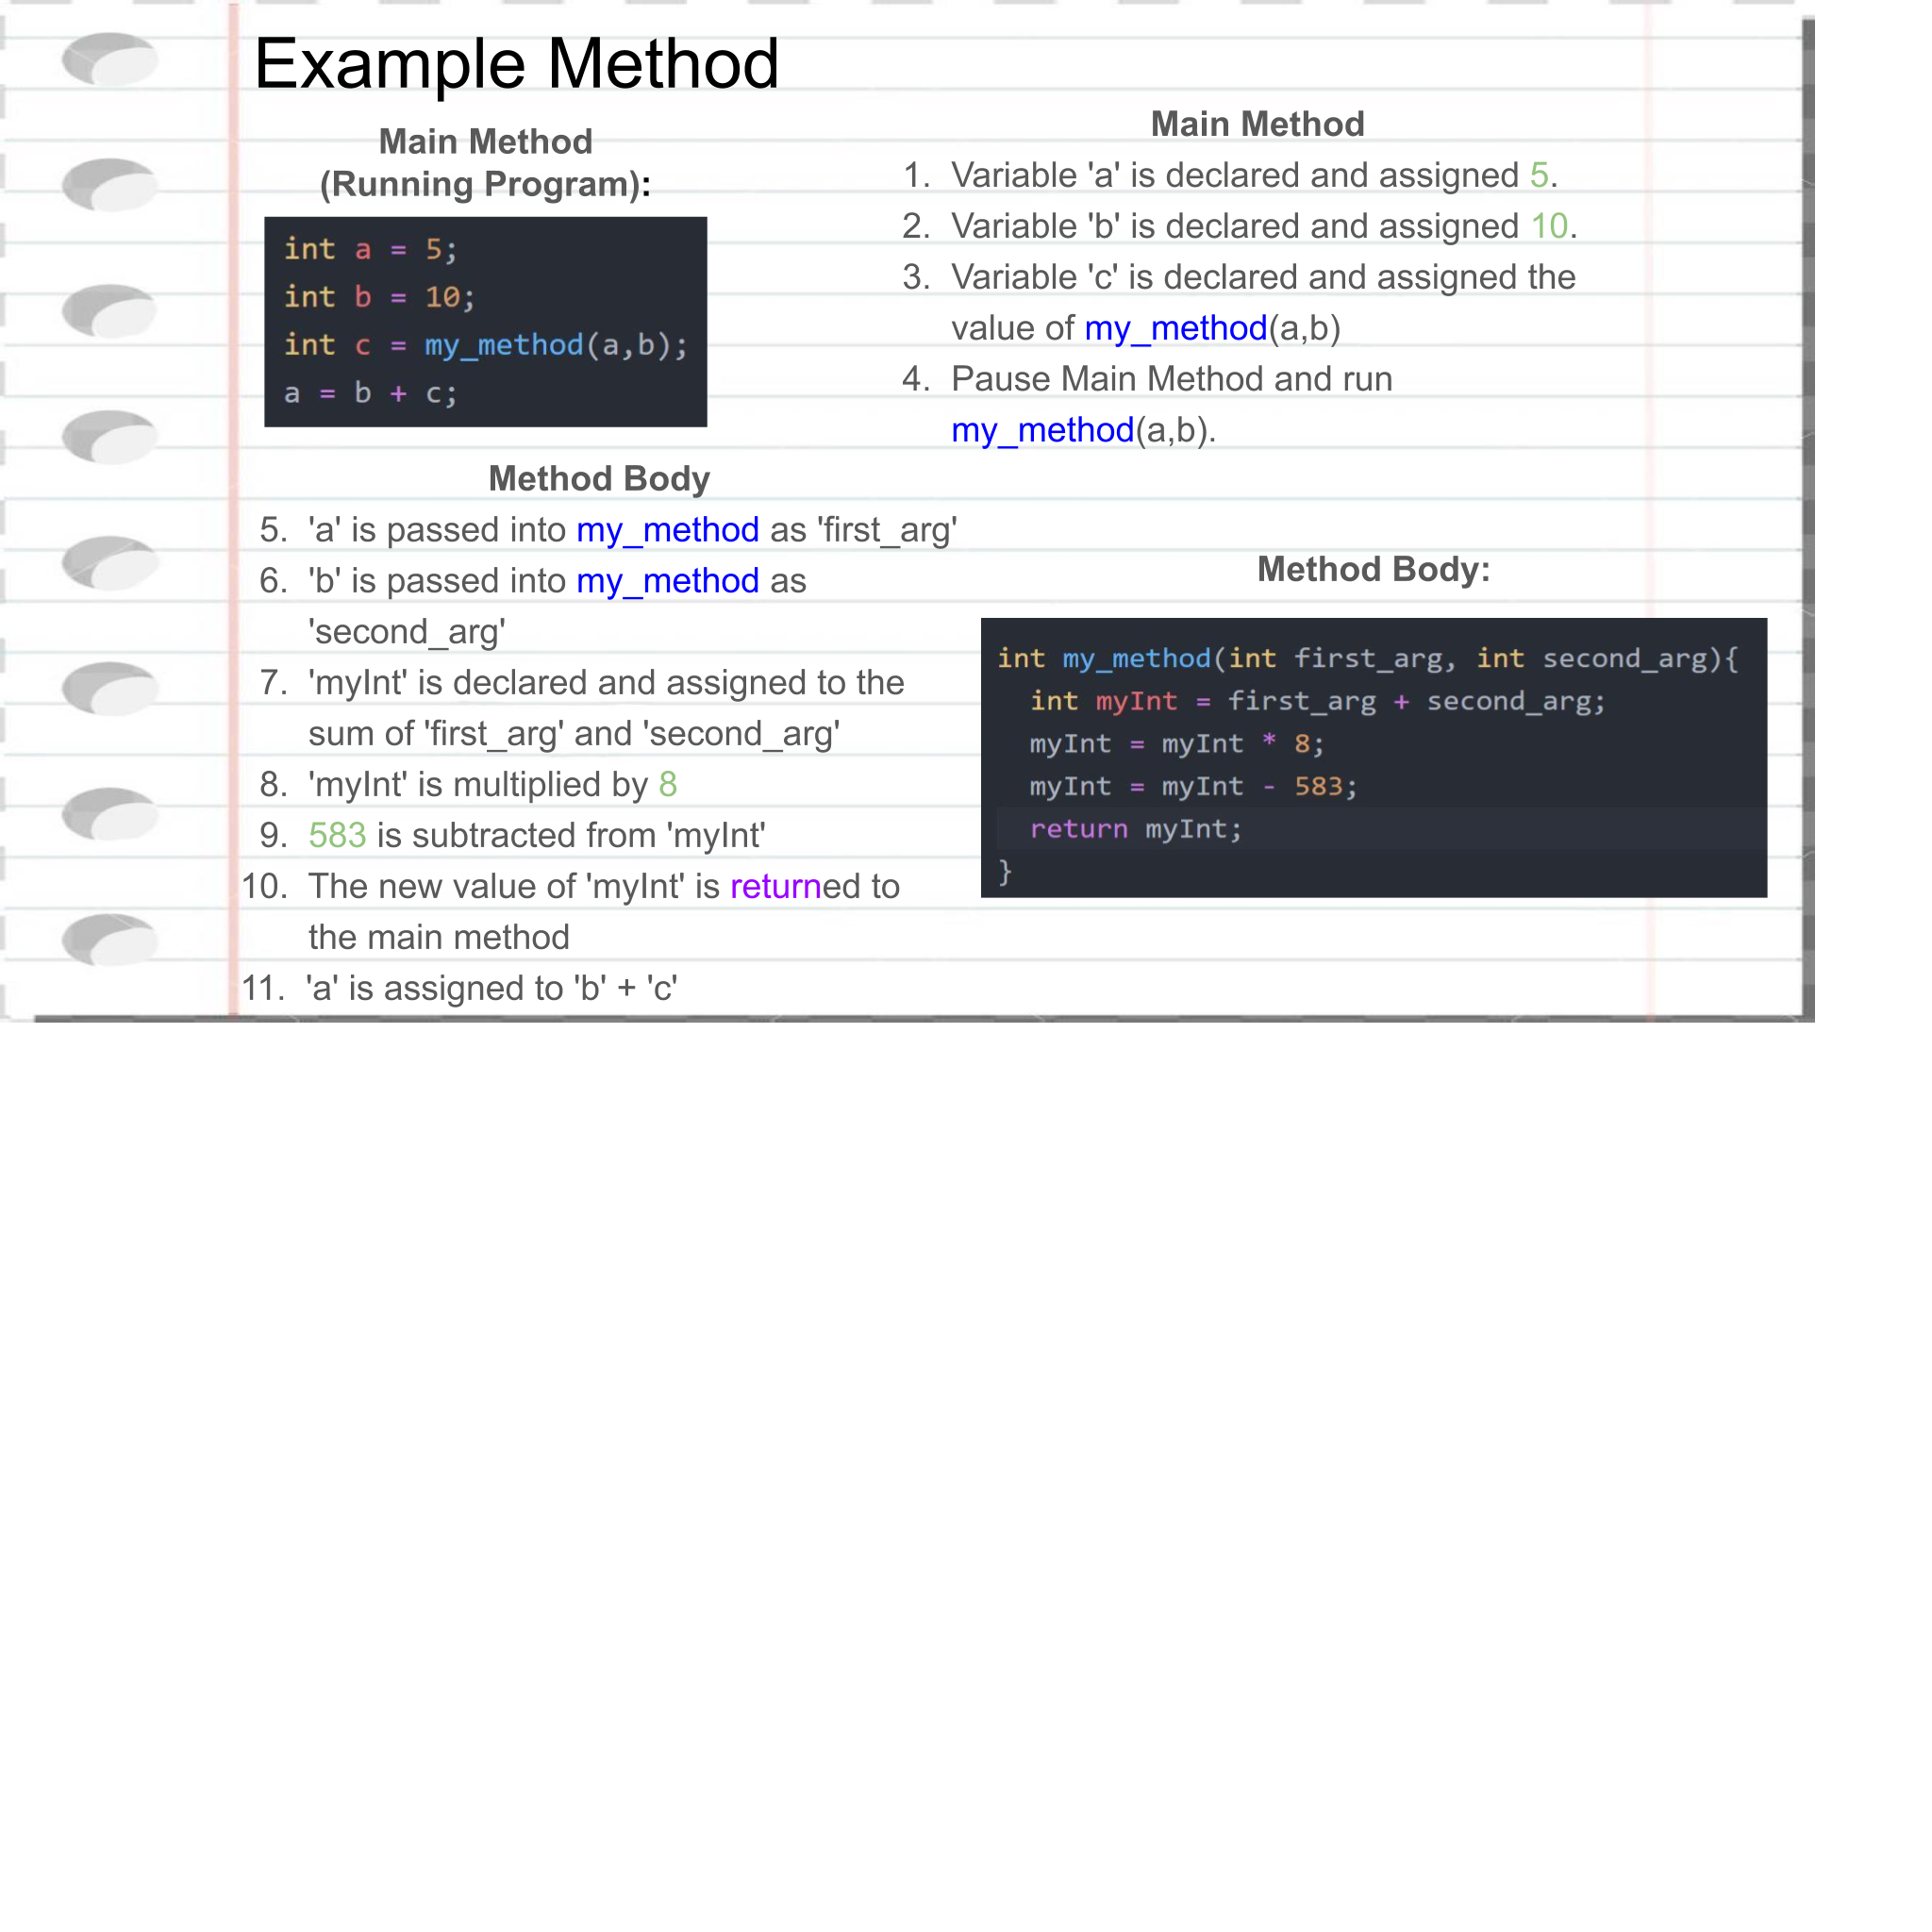 Example Method
Main Method
(Running Program):
int a = 5;
int b = 10;
int c = my_method(a,b);
a = b + c;
Main Method
1. Variable 'a' is declared and assigned 5.
2. Variable 'b' is declared and assigned 10.
3. Variable 'c' is declared and assigned the
value of my_method(a,b)
4. Pause Main Method and run
my_method(a,b).
Method Body
5. 'a' is passed into my_method as 'first_arg'
6. 'b' is passed into my_method as
'second_arg'
7. 'myInt' is declared and assigned to the
sum of 'first_arg' and 'second_arg'
8. 'myInt' is multiplied by 8
9. 583 is subtracted from 'myInt'
10. The new value of 'myInt' is returned to
the main method
11. 'a' is assigned to 'b' + 'c'
Method Body:
int my_method(int first_arg, int second_arg){
int myInt = first_arg + second_arg;
myInt = myInt * 8;
myInt = myInt - 583;
return myInt;
}